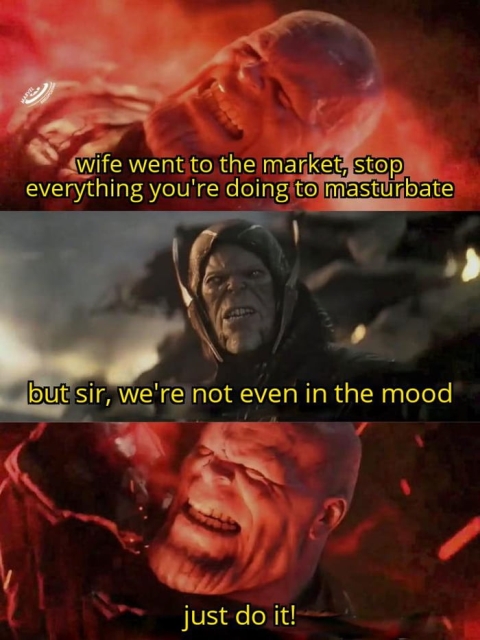 wife went to the market, stop
everything you're doing to masturbate
but sir, we're not even in the mood
just do it!